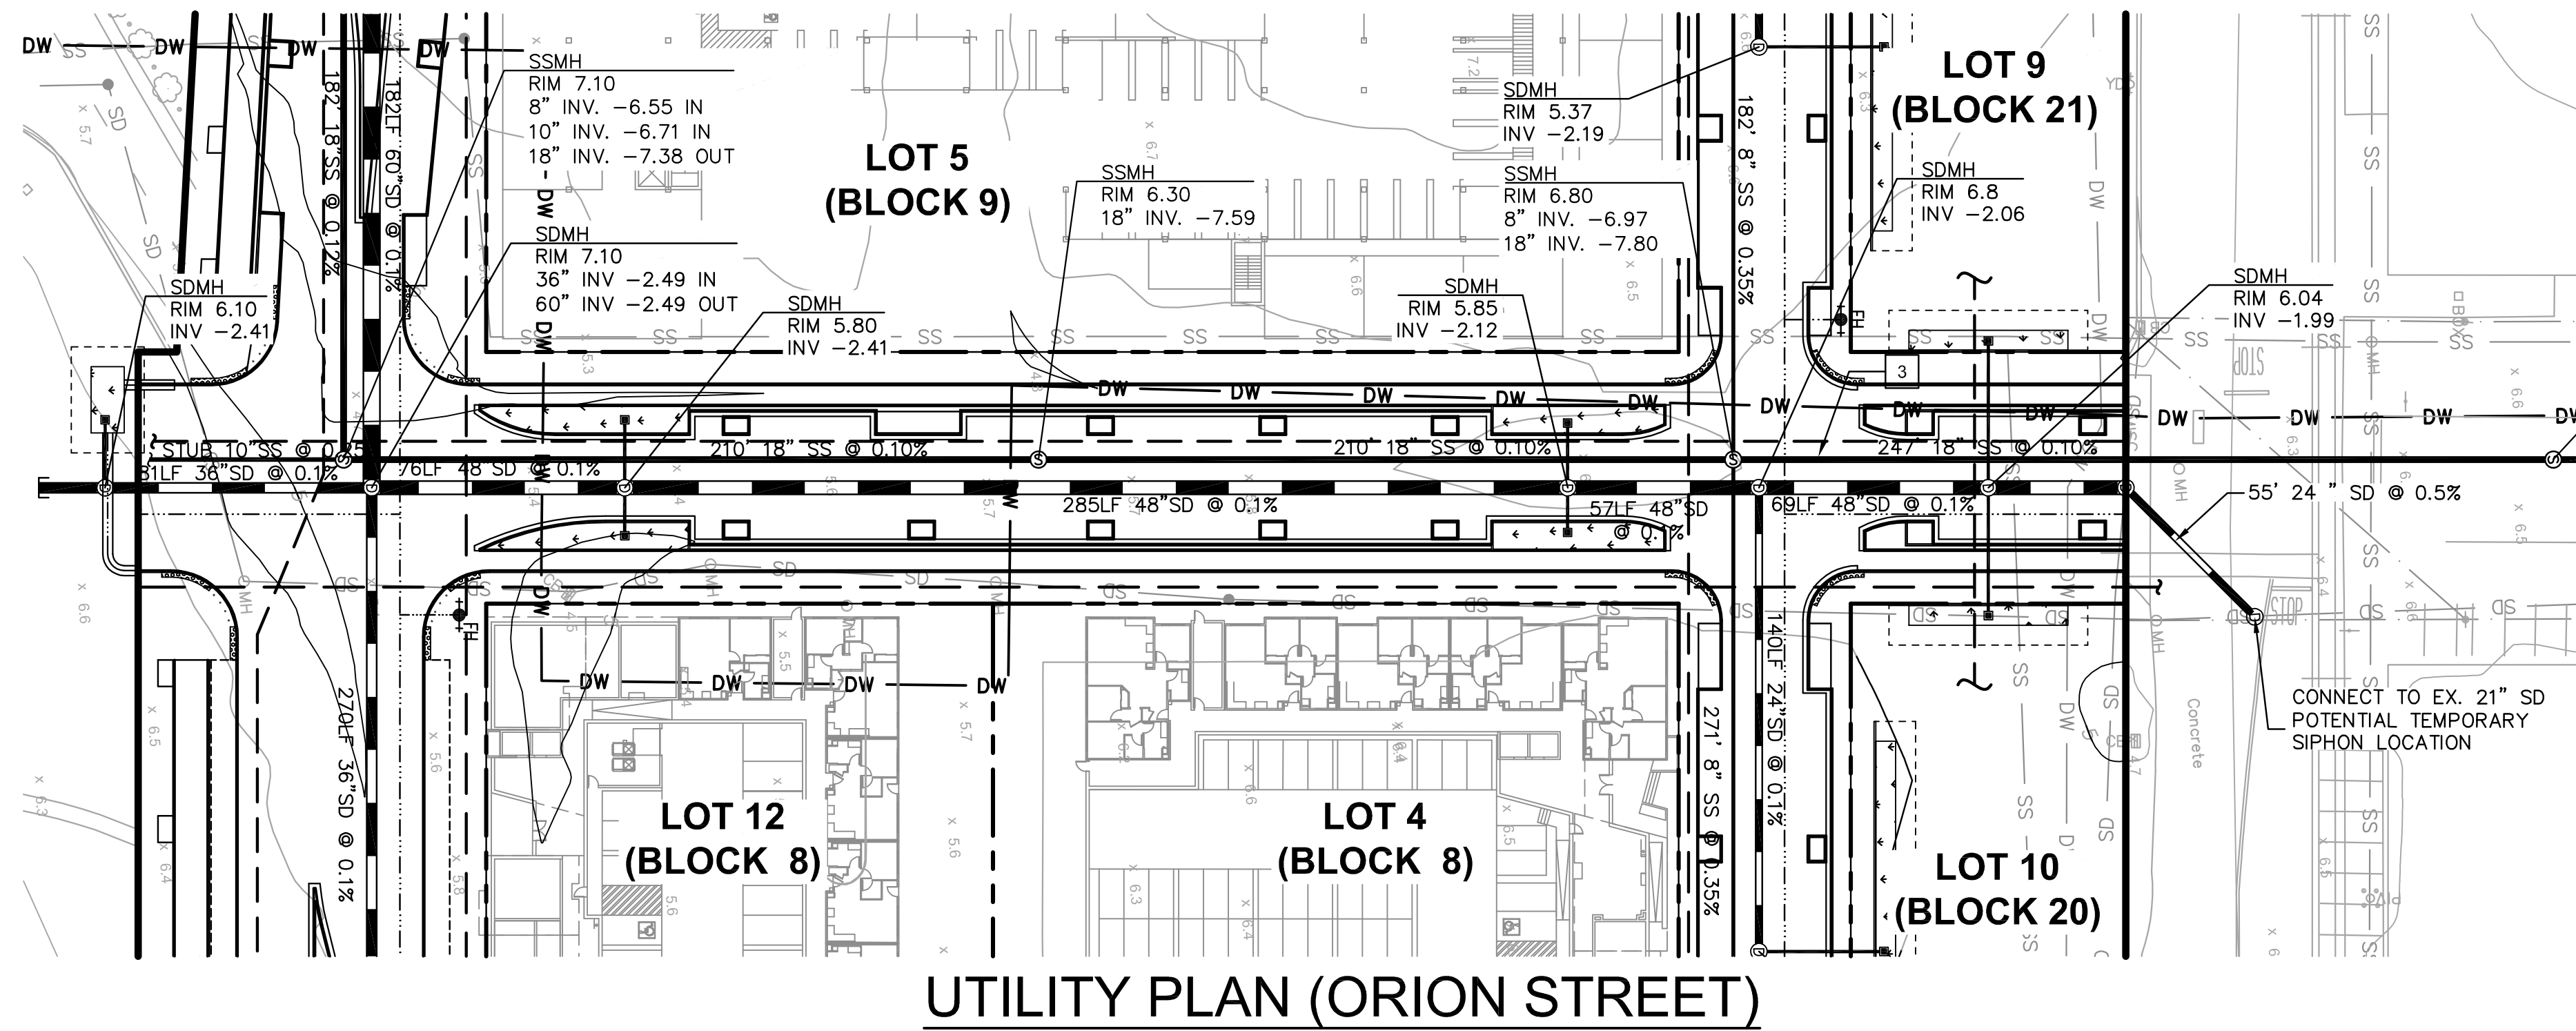 DW DW DW DW
SSMH
RIM 7.10
8” INV. −6.55 IN
10” INV. −6.71 IN
18” INV. −7.38 OUT
SDMH
RIM 7.10
36” INV −2.49 IN
60” INV −2.49 OUT
SDMH
RIM 6.10
INV −2.41
SDMH
RIM 5.80
INV −2.41
LOT 5
(BLOCK 9)
SSMH
RIM 6.30
18” INV. −7.59
SDMH
RIM 5.37
INV −2.19
SSMH
RIM 6.80
8” INV. −6.97
18” INV. −7.80
SDMH
RIM 5.85
INV −2.12
LOT 9
(BLOCK 21)
SDMH
RIM 6.8
INV −2.06
SDMH
RIM 6.04
INV −1.99
182' 18"SS @ 0.12%
182LF 60"SD @ 0.1%
182' 8” SS @ 0.35%
FH
3
DW DW DW DW DW DW DW DW DW DW DW DW
STUB 10"SS @
210' 18” SS @ 0.10%
210' 18” SS @ 0.10%
247' 18” SS @ 0.10%
81LF 36"SD @ 0.1%
76LF 48"SD @ 0.1%
285LF 48"SD @ 0.1%
57LF 48"SD
69LF 48"SD @ 0.1%
55' 24 ” SD @ 0.5%
FH
DW DW DW DW
270LF 36"SD @ 0.1%
271' 8” SS @ 0.35%
140LF 24"SD @ 0.1%
CONNECT TO EX. 21” SD
POTENTIAL TEMPORARY
SIPHON LOCATION
Concrete
LOT 12
(BLOCK 8)
LOT 4
(BLOCK 8)
LOT 10
(BLOCK 20)
UTILITY PLAN (ORION STREET)